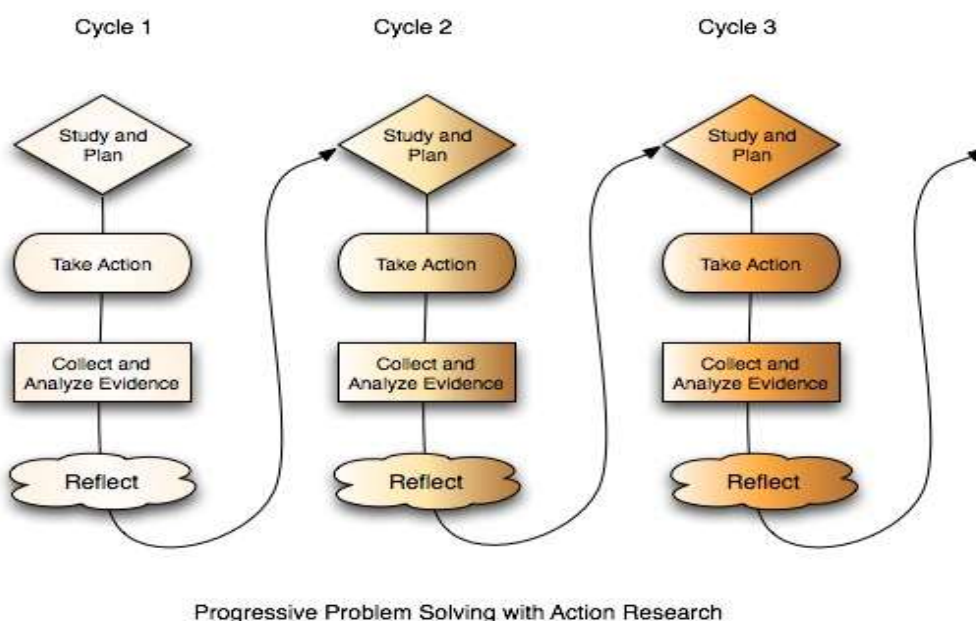 Cycle 1
Cycle 2
Cycle 3
Study and
Plan
Study and
Plan
Study and
Plan
Take Action
Take Action
Take Action
Collect and
Analyze Evidence
Collect and
Analyze Evidence
Collect and
Analyze Evidence
Reflect
Reflect
Reflect
Progressive Problem Solving with Action Research